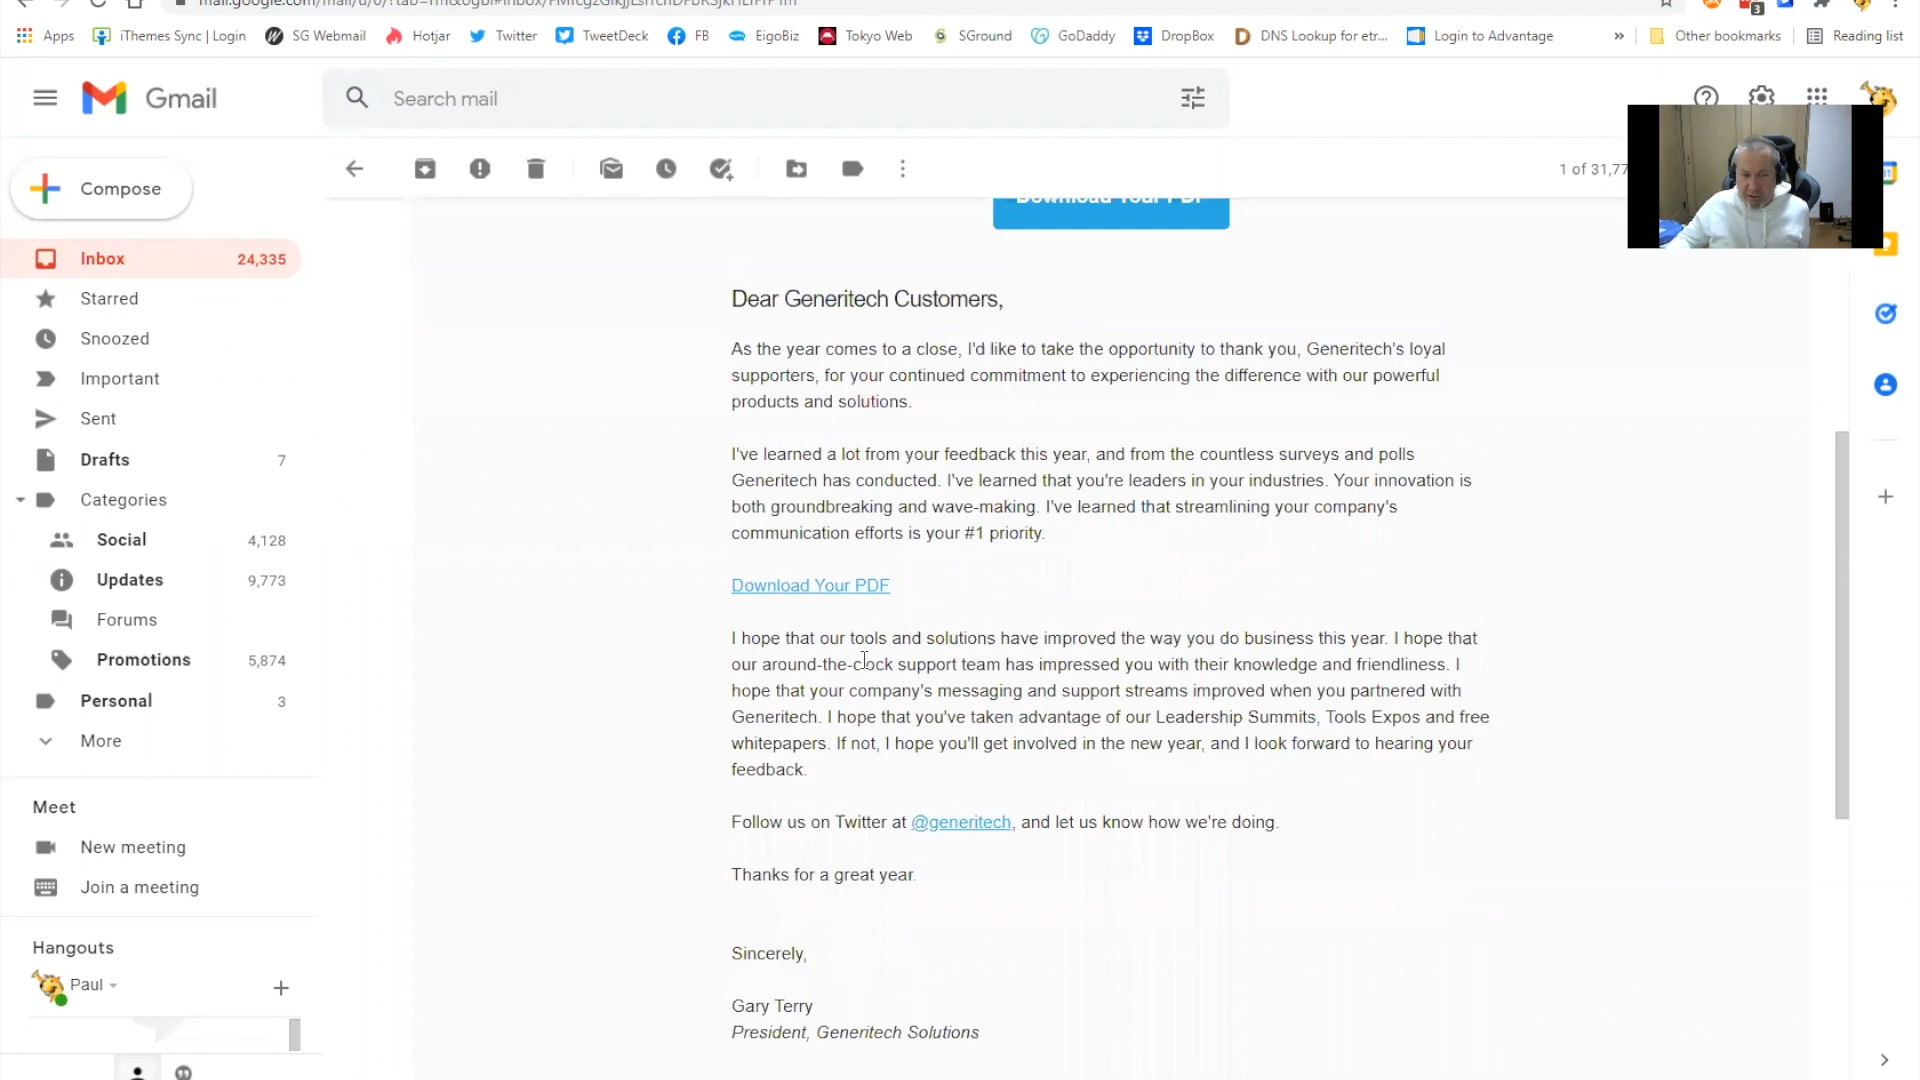 Apps iThemes Sync | Login SG Webmail Hotjar Twitter TweetDeck FB EigoBiz Tokyo Web SGround GoDaddy DropBox DNS Lookup for etr... Login to Advantage » Other bookmarks Reading list
3
Gmail
Search mail
Compose
1 of 31,77
Download Your PDF
Inbox 24,335
Starred
Snoozed
Important
Sent
Drafts 7
Categories
Social 4,128
Updates 9,773
Forums
Promotions 5,874
Personal 3
More
Meet
New meeting
Join a meeting
Hangouts
Paul
Dear Generitech Customers,
As the year comes to a close, I'd like to take the opportunity to thank you, Generitech's loyal
supporters, for your continued commitment to experiencing the difference with our powerful
products and solutions.
I've learned a lot from your feedback this year, and from the countless surveys and polls
Generitech has conducted. I've learned that you're leaders in your industries. Your innovation is
both groundbreaking and wave-making. I've learned that streamlining your company's
communication efforts is your #1 priority.
Download Your PDF
I hope that our tools and solutions have improved the way you do business this year. I hope that
our around-the-clock support team has impressed you with their knowledge and friendliness. I
hope that your company's messaging and support streams improved when you partnered with
Generitech. I hope that you've taken advantage of our Leadership Summits, Tools Expos and free
whitepapers. If not, I hope you'll get involved in the new year, and I look forward to hearing your
feedback.
Follow us on Twitter at @generitech, and let us know how we're doing.
Thanks for a great year.
Sincerely,
Gary Terry
President, Generitech Solutions